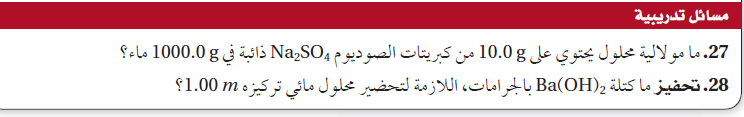 مسائل تدريبية
27. ما مولالية محلول يحتوي على 10.0 g من كبريتات الصوديوم Na₂SO₄ ذائبة في 1000.0 g ماء؟
28. تحفيز ما كتلة Ba(OH)₂ بالجرامات، اللازمة لتحضير محلول مائي تركيزه 1.00 m؟